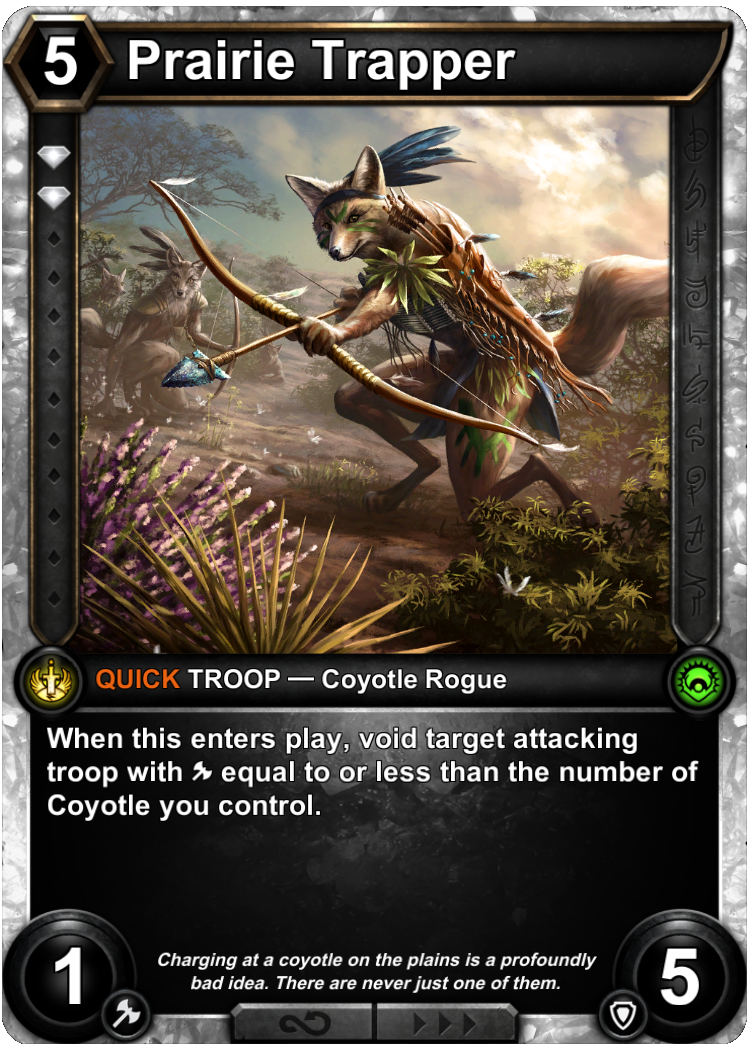 5 Prairie Trapper
QUICK TROOP — Coyotle Rogue
When this enters play, void target attacking
troop with equal to or less than the number of
Coyotle you control.
Charging at a coyotle on the plains is a profoundly
bad idea. There are never just one of them.
1
5